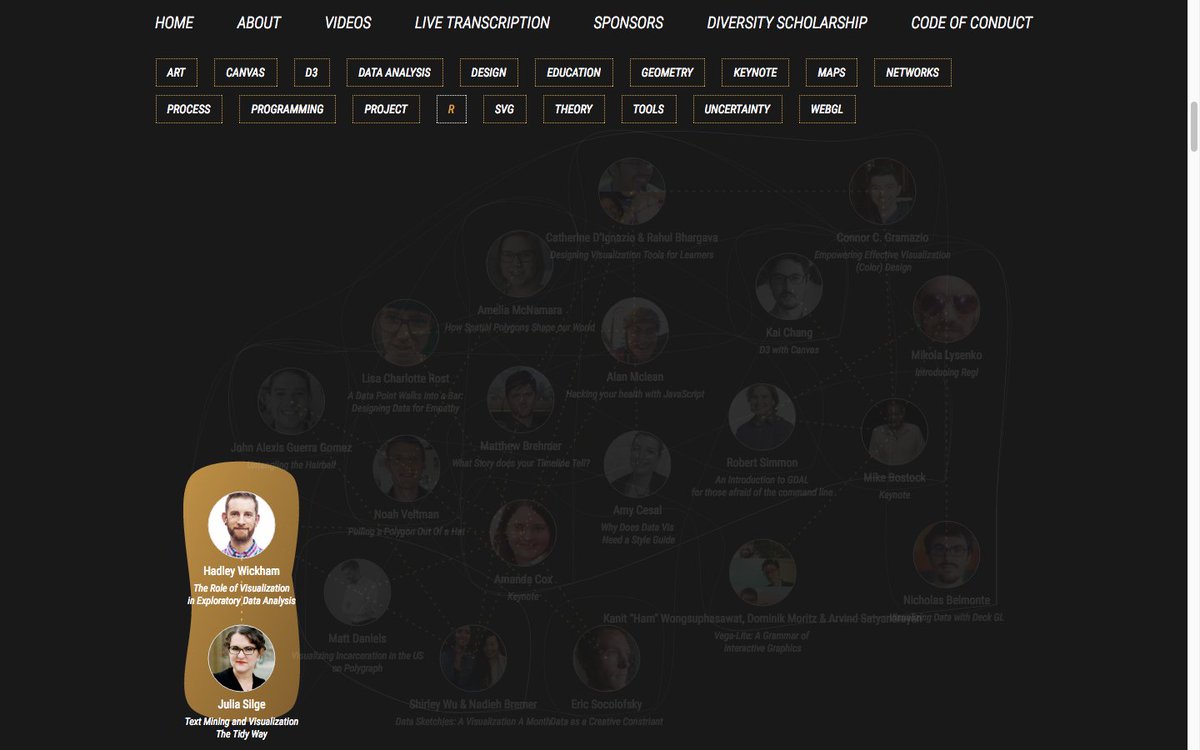 HOME ABOUT VIDEOS LIVE TRANSCRIPTION SPONSORS DIVERSITY SCHOLARSHIP CODE OF CONDUCT
ART CANVAS D3 DATA ANALYSIS DESIGN EDUCATION GEOMETRY KEYNOTE MAPS NETWORKS
PROCESS PROGRAMMING PROJECT R SVG THEORY TOOLS UNCERTAINTY WEBGL
Catherine D'Ignazio & Rahul Bhargava
Designing Visualization Tools for Learners
Connor C. Gramazio
Empowering Effective Visualization
(Color) Design
Amelia McNamara
How Spatial Polygons Shape our World
Kai Chang
D3 with Canvas
Mikola Lysenko
Introducing Regl
Lisa Charlotte Rost
A Data Point Walks Into a Bar:
Designing Data for Empathy
Alan Mclean
Hacking your health with JavaScript
John Alexis Guerra Gomez
Untangling the Hairball
Matthew Brehmer
What Story does your Timeline Tell?
Robert Simmon
An Introduction to GDAL
for those afraid of the command line
Mike Bostock
Keynote
Noah Veltman
Pulling a Polygon Out Of a Hat
Amy Cesal
Why Does Data Vis
Need a Style Guide
Hadley Wickham
The Role of Visualization
in Exploratory Data Analysis
Amanda Cox
Keynote
Nicholas Belmonte
Data with Deck GL
Kanit "Ham" Wongsuphasawat, Dominik Moritz & Arvind Satyanarayan
Vega-Lite: A Grammar of
Interactive Graphics
Matt Daniels
Visualizing Incarceration in the US
on Polygraph
Julia Silge
Text Mining and Visualization
The Tidy Way
Shirley Wu & Nadieh Bremer
Data Sketches: A Visualization A Month
Eric Socolofsky
Data as a Creative Constraint